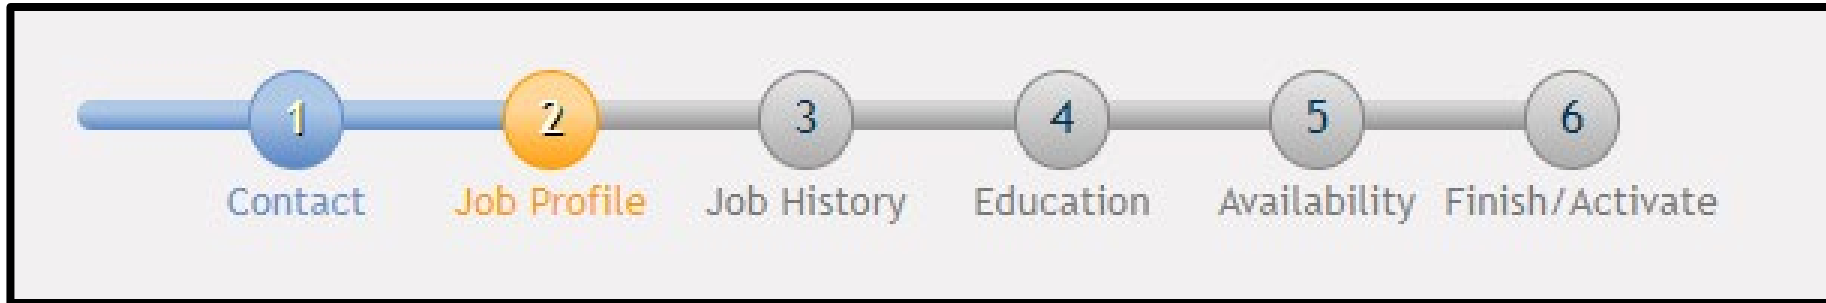 1 2 3 4 5 6
Contact Job Profile Job History Education Availability Finish/Activate